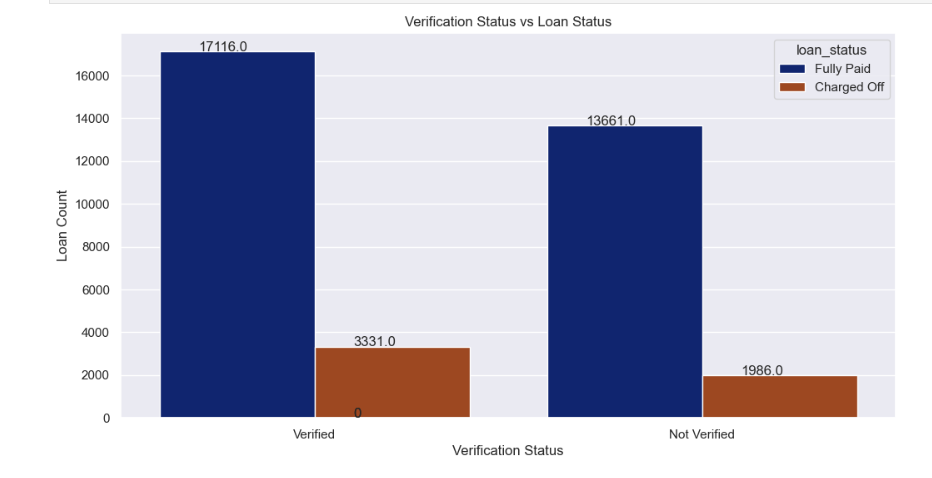 Verification Status vs Loan Status
loan_status
Fully Paid
Charged Off
17116.0
13661.0
3331.0
1986.0
0
Loan Count
16000
14000
12000
10000
8000
6000
4000
2000
0
Verified
Not Verified
Verification Status